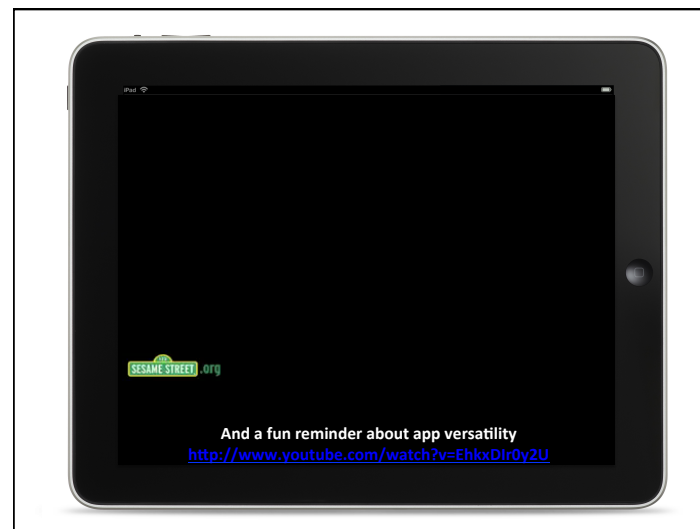 iPad
SESAME STREET .org
And a fun reminder about app versatility
http://www.youtube.com/watch?v=EhkxDIr0y2U